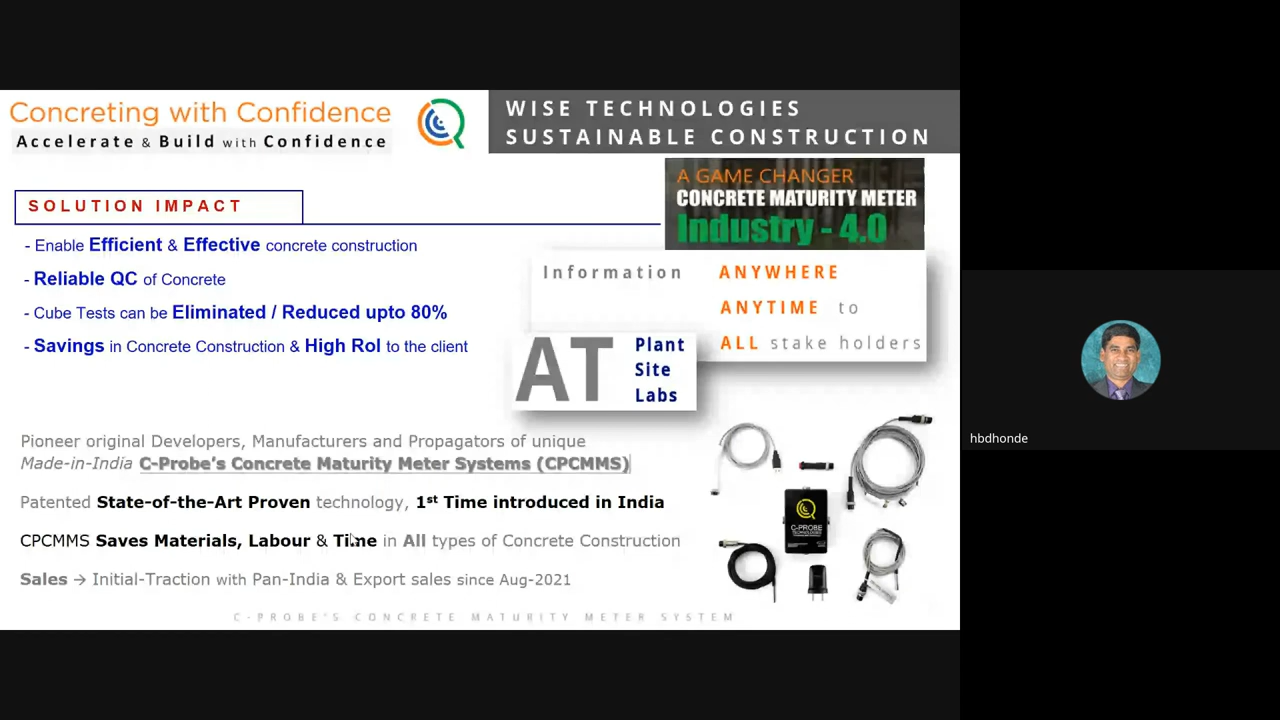 Concreting with Confidence
Accelerate & Build with Confidence
WISE TECHNOLOGIES
SUSTAINABLE CONSTRUCTION
A GAME CHANGER
CONCRETE MATURITY METER
Industry - 4.0
SOLUTION IMPACT
- Enable Efficient & Effective concrete construction
- Reliable QC of Concrete
- Cube Tests can be Eliminated / Reduced upto 80%
- Savings in Concrete Construction & High RoI to the client
Information ANYWHERE
ANYTIME to
ALL stake holders
AT Plant
Site
Labs
Pioneer original Developers, Manufacturers and Propagators of unique
Made-in-India C-Probe's Concrete Maturity Meter Systems (CPCMMS)
Patented State-of-the-Art Proven technology, 1st Time introduced in India
CPCMMS Saves Materials, Labour & Time in All types of Concrete Construction
Sales → Initial-Traction with Pan-India & Export sales since Aug-2021
C-PROBE
TECHNOLOGIES
C-PROBE'S CONCRETE MATURITY METER SYSTEM
hbdhonde